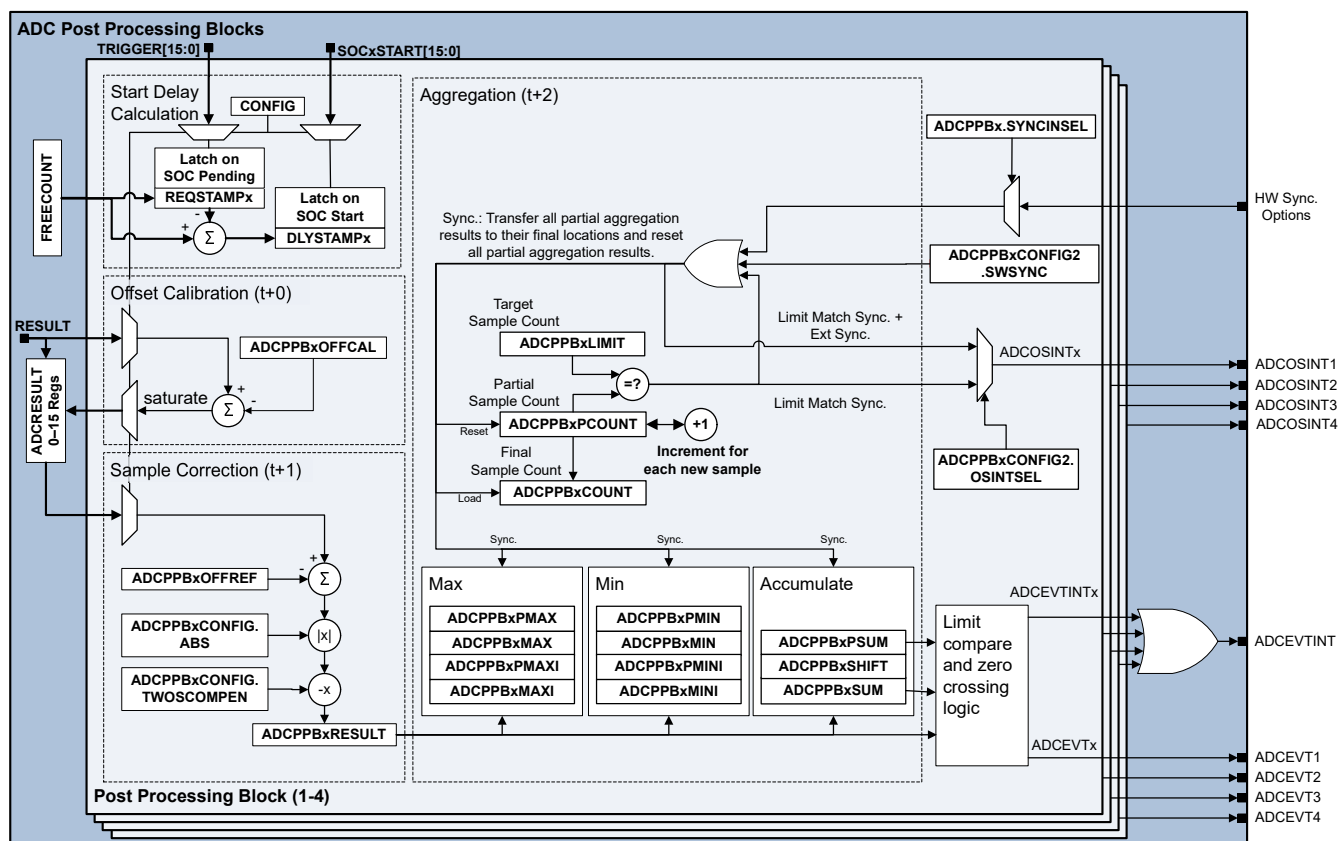 ADC Post Processing Blocks
TRIGGER[15:0]
SOCxSTART[15:0]
Start Delay
Calculation
CONFIG
Latch on
SOC Pending
REQSTAMPx
Latch on
SOC Start
DLYSTAMPx
FREECOUNT
-
+
Σ
Offset Calibration (t+0)
RESULT
ADCPPBxOFFCAL
ADCRESULT
0–15 Regs
saturate
+
-
Σ
Sample Correction (t+1)
+
-
Σ
ADCPPBxOFFREF
ADCPPBxCONFIG.
ABS
|x|
ADCPPBxCONFIG.
TWOSCOMPEN
-x
ADCPPBxRESULT
Aggregation (t+2)
ADCPPBx.SYNCINSEL
HW Sync.
Options
Sync.: Transfer all partial aggregation
results to their final locations and reset
all partial aggregation results.
ADCPPBxCONFIG2
.SWSYNC
Target
Sample Count
ADCPPBxLIMIT
=?
Limit Match Sync. +
Ext Sync.
Limit Match Sync.
ADCOSINTx
Partial
Sample Count
ADCPPBxPCOUNT
Reset
+1
Increment for
each new sample
Final
Sample Count
ADCPPBxCOUNT
Load
ADCPPBxCONFIG2.
OSINTSEL
ADCOSINT1
ADCOSINT2
ADCOSINT3
ADCOSINT4
Sync.
Sync.
Sync.
Max
ADCPPBxPMAX
ADCPPBxMAX
ADCPPBxPMAXI
ADCPPBxMAXI
Min
ADCPPBxPMIN
ADCPPBxMIN
ADCPPBxPMINI
ADCPPBxMINI
Accumulate
ADCPPBxPSUM
ADCPPBxSHIFT
ADCPPBxSUM
Limit
compare
and zero
crossing
logic
ADCEVTINTx
ADCEVTINT
ADCEVTx
ADCEVT1
ADCEVT2
ADCEVT3
ADCEVT4
Post Processing Block (1-4)